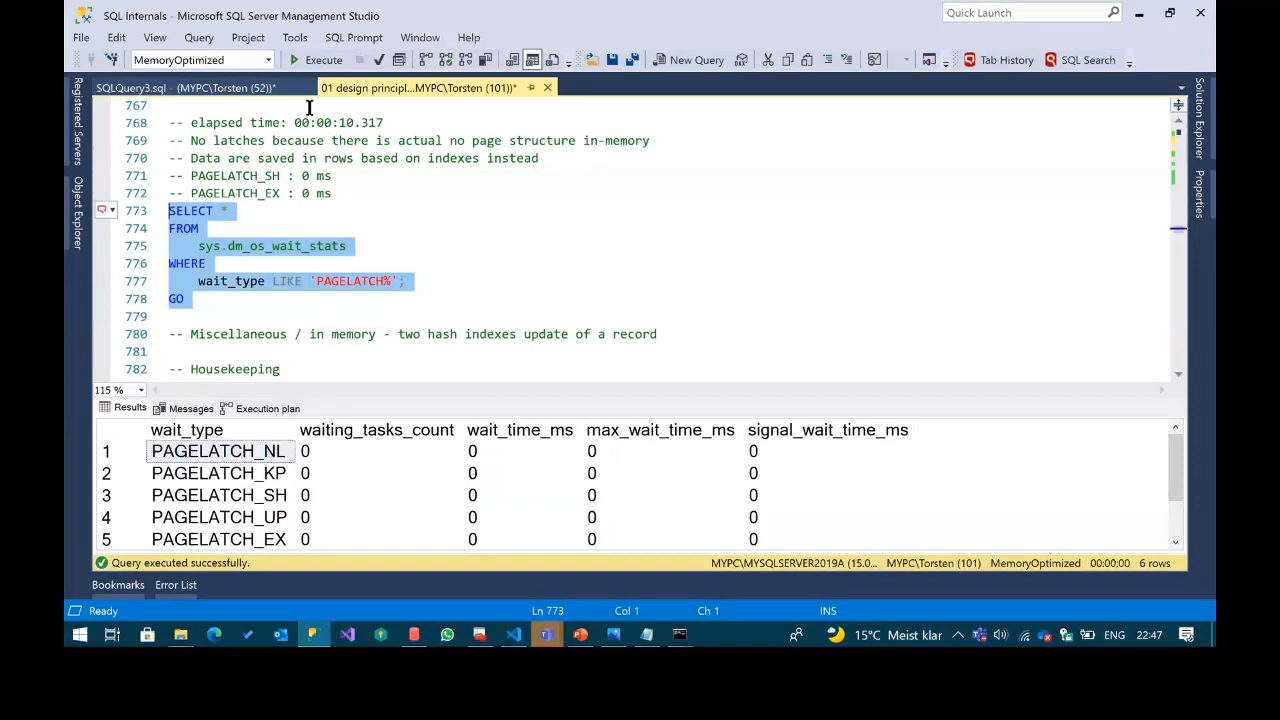 SQL Internals - Microsoft SQL Server Management Studio
Quick Launch
File Edit View Query Project Tools SQL Prompt Window Help
MemoryOptimized Execute New Query Tab History SQL Search
SQLQuery3.sql - (MYPC\Torsten (52))*
01 design principl...MYPC\Torsten (101))*
Registered Servers
Object Explorer
Solution Explorer
Properties
767
768 -- elapsed time: 00:00:10.317
769 -- No latches because there is actual no page structure in-memory
770 -- Data are saved in rows based on indexes instead
771 -- PAGELATCH_SH : 0 ms
772 -- PAGELATCH_EX : 0 ms
773 SELECT *
774 FROM
775 sys.dm_os_wait_stats
776 WHERE
777 wait_type LIKE 'PAGELATCH%';
778 GO
779
780 -- Miscellaneous / in memory - two hash indexes update of a record
781
782 -- Housekeeping
115 %
Results Messages Execution plan
wait_type waiting_tasks_count wait_time_ms max_wait_time_ms signal_wait_time_ms
1 PAGELATCH_NL 0 0 0 0
2 PAGELATCH_KP 0 0 0 0
3 PAGELATCH_SH 0 0 0 0
4 PAGELATCH_UP 0 0 0 0
5 PAGELATCH_EX 0 0 0 0
Query executed successfully. MYPC\MYSQLSERVER2019A (15.0... MYPC\Torsten (101) MemoryOptimized 00:00:00 6 rows
Bookmarks Error List
Ready Ln 773 Col 1 Ch 1 INS
15°C Meist klar ENG 22:47